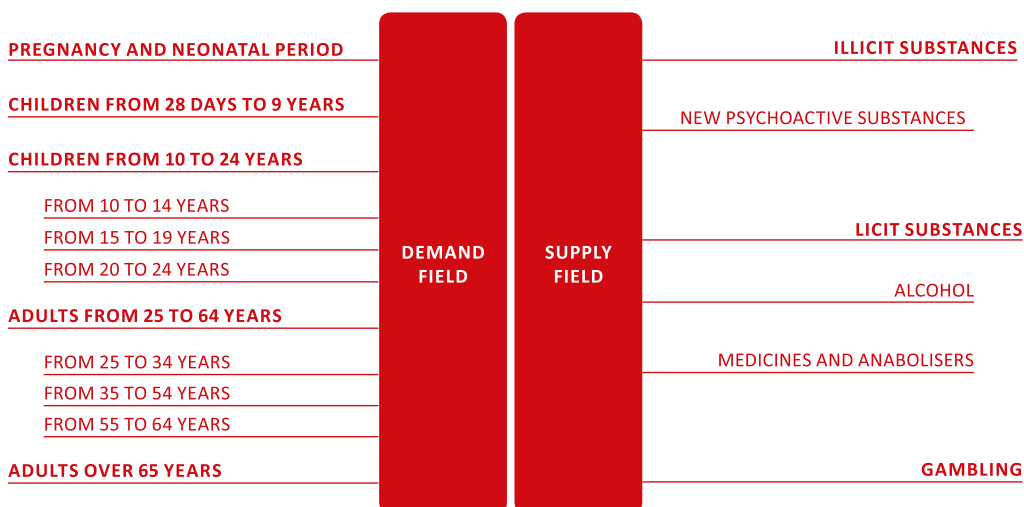 PREGNANCY AND NEONATAL PERIOD
CHILDREN FROM 28 DAYS TO 9 YEARS
CHILDREN FROM 10 TO 24 YEARS
FROM 10 TO 14 YEARS
FROM 15 TO 19 YEARS
FROM 20 TO 24 YEARS
ADULTS FROM 25 TO 64 YEARS
FROM 25 TO 34 YEARS
FROM 35 TO 54 YEARS
FROM 55 TO 64 YEARS
ADULTS OVER 65 YEARS
DEMAND
FIELD
SUPPLY
FIELD
ILLICIT SUBSTANCES
NEW PSYCHOACTIVE SUBSTANCES
LICIT SUBSTANCES
ALCOHOL
MEDICINES AND ANABOLISERS
GAMBLING